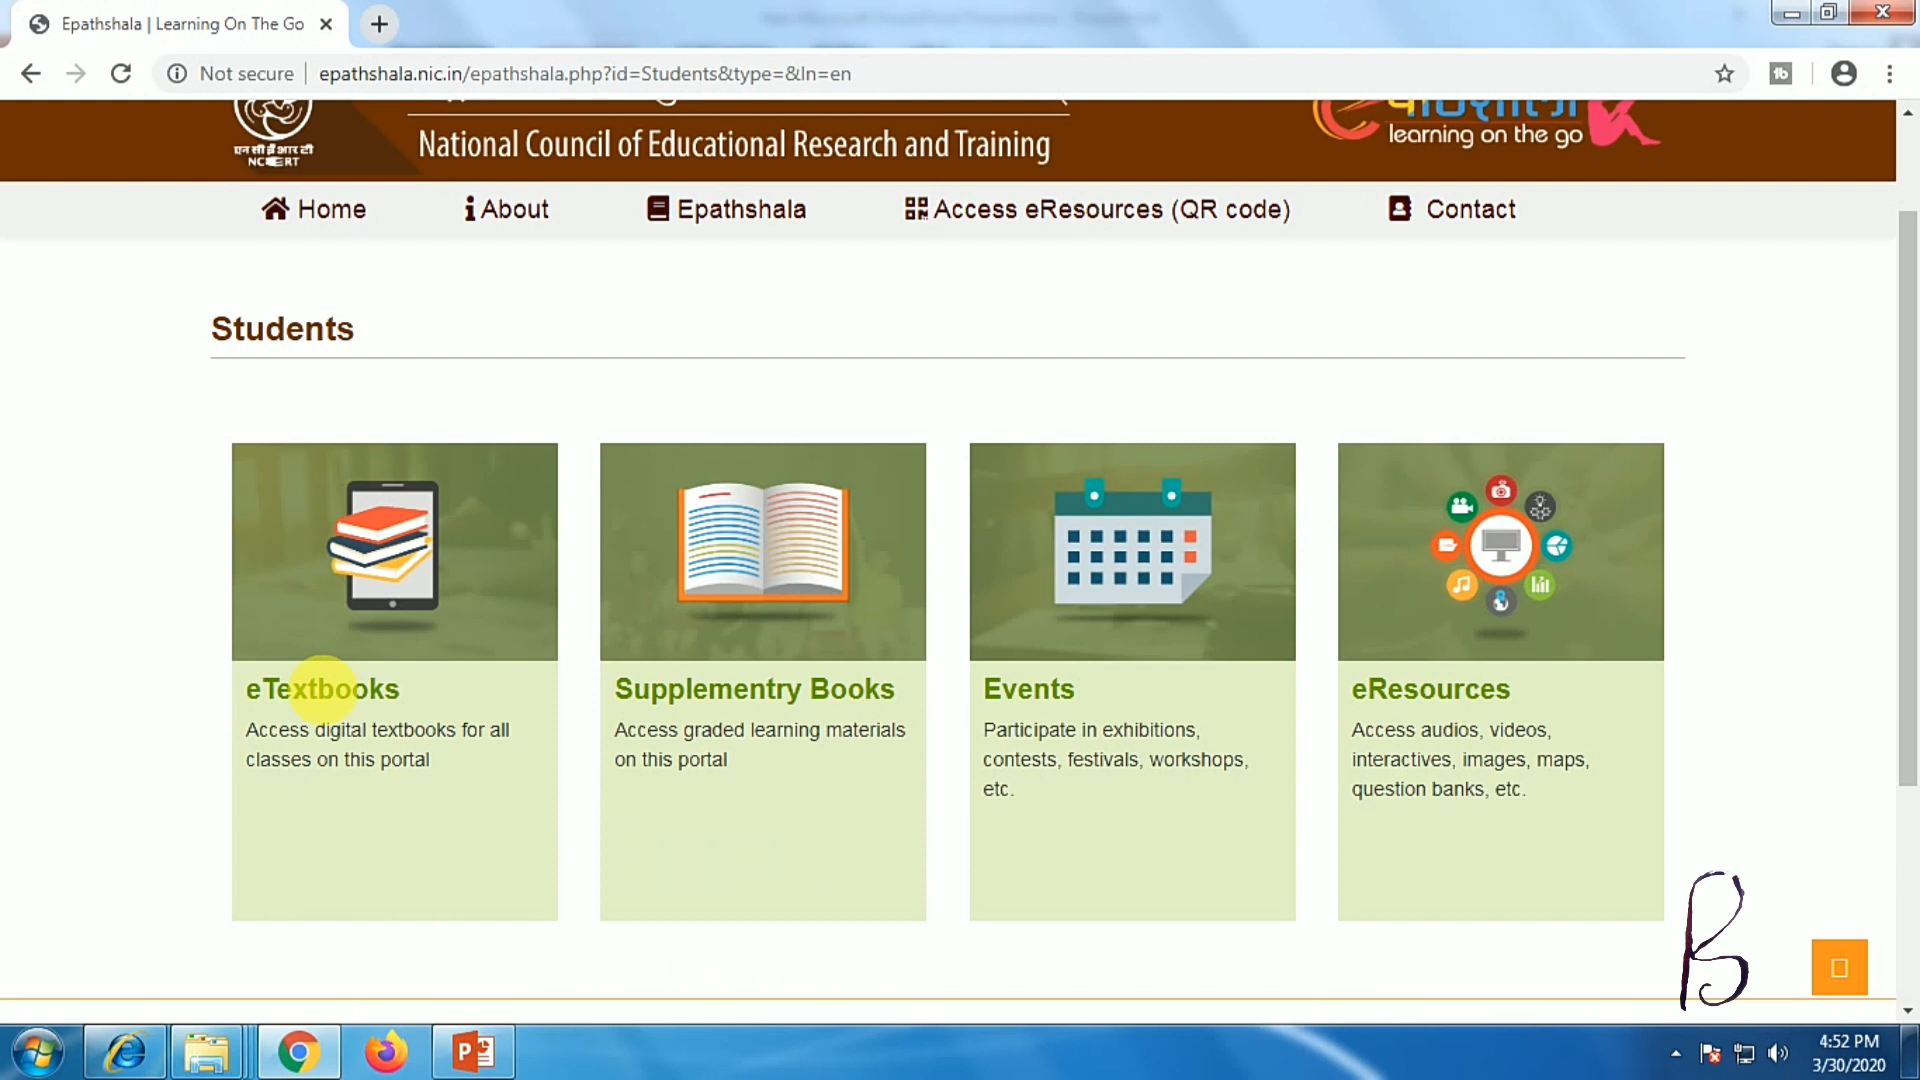 Epathshala | Learning On The Go
Not secure
epathshala.nic.in/epathshala.php?id=Students&type=&ln=en
एन सी ई आर टी
NCERT
National Council of Educational Research and Training
learning on the go
Home
About
Epathshala
Access eResources (QR code)
Contact
Students
eTextbooks
Access digital textbooks for all
classes on this portal
Supplementry Books
Access graded learning materials
on this portal
Events
Participate in exhibitions,
contests, festivals, workshops,
etc.
eResources
Access audios, videos,
interactives, images, maps,
question banks, etc.
B
4:52 PM
3/30/2020